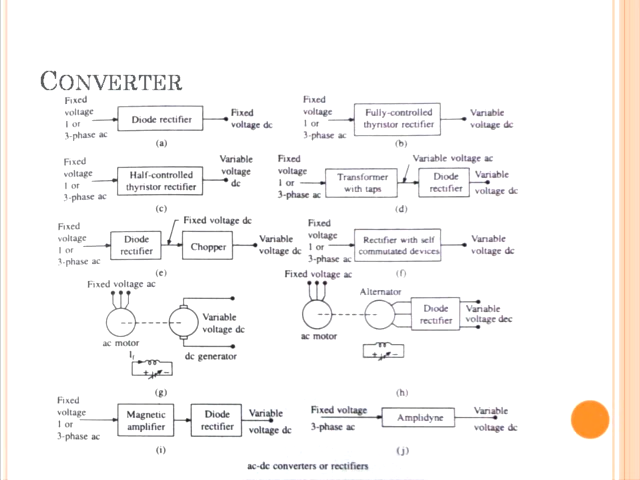 CONVERTER
Fixed
voltage
1 or
3-phase ac
Diode rectifier
Fixed
voltage dc
(a)
Fixed
voltage
1 or
3-phase ac
Fully-controlled
thyristor rectifier
Variable
voltage dc
(b)
Fixed
voltage
1 or
3-phase ac
Half-controlled
thyristor rectifier
Variable
voltage
dc
(c)
Fixed
voltage
1 or
3-phase ac
Transformer
with taps
Variable voltage ac
Diode
rectifier
Variable
voltage dc
(d)
Fixed
voltage
1 or
3-phase ac
Diode
rectifier
Fixed voltage dc
Chopper
Variable
voltage dc
(e)
Fixed
voltage
1 or
3-phase ac
Rectifier with self
commutated devices
Variable
voltage dc
(f)
Fixed voltage ac
ac motor
Variable
voltage dc
dc generator
If
+ −
(g)
Fixed voltage ac
ac motor
Alternator
Diode
rectifier
Variable
voltage dec
+ −
(h)
Fixed
voltage
1 or
3-phase ac
Magnetic
amplifier
Diode
rectifier
Variable
voltage dc
(i)
Fixed voltage
3-phase ac
Amplidyne
Variable
voltage dc
(j)
ac-dc converters or rectifiers